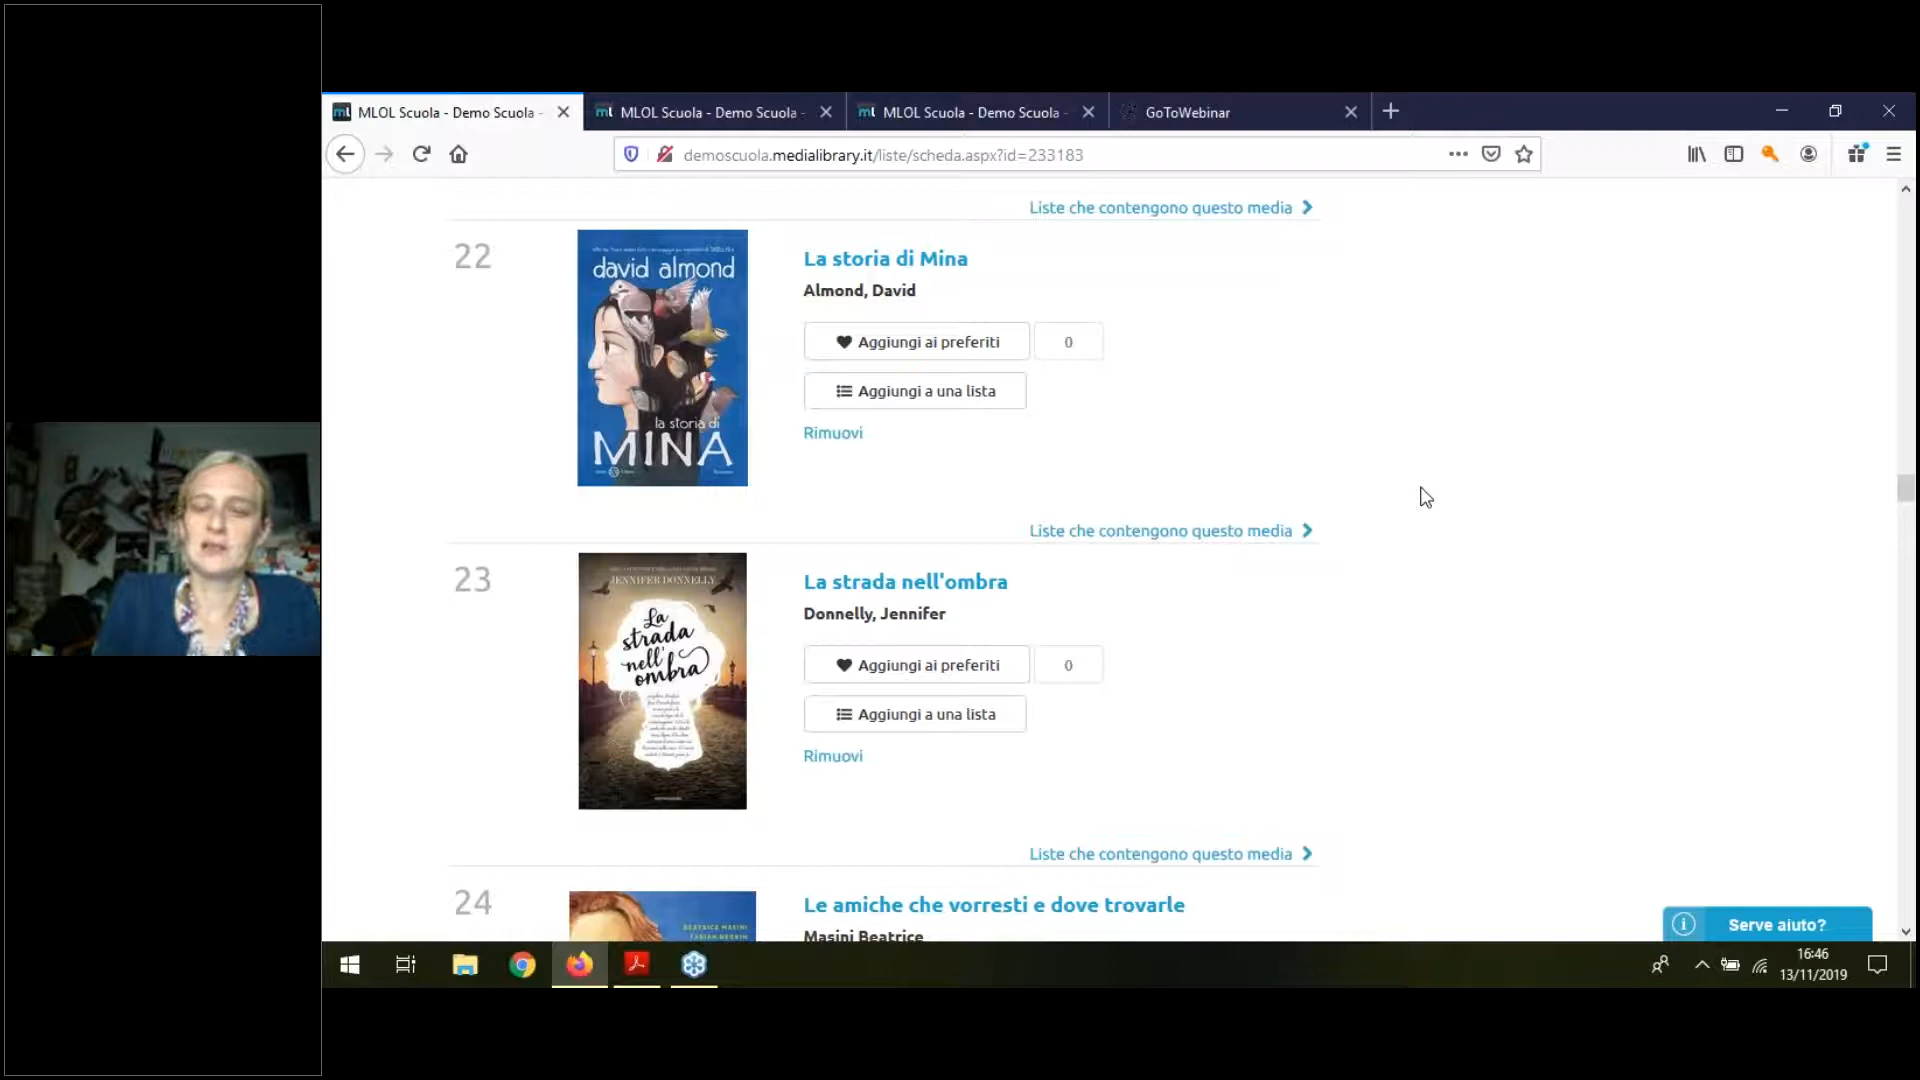 MLOL Scuola - Demo Scuola -
MLOL Scuola - Demo Scuola -
MLOL Scuola - Demo Scuola -
GoToWebinar
demoscuola.medialibrary.it/liste/scheda.aspx?id=233183
Liste che contengono questo media
22
david almond
la storia di
MINA
La storia di Mina
Almond, David
Aggiungi ai preferiti 0
Aggiungi a una lista
Rimuovi
Liste che contengono questo media
23
JENNIFER DONNELLY
La
strada
nell'
ombra
La strada nell'ombra
Donnelly, Jennifer
Aggiungi ai preferiti 0
Aggiungi a una lista
Rimuovi
Liste che contengono questo media
24
BEATRICE MASINI
Le amiche che vorresti e dove trovarle
Masini Beatrice
Serve aiuto?
16:46
13/11/2019